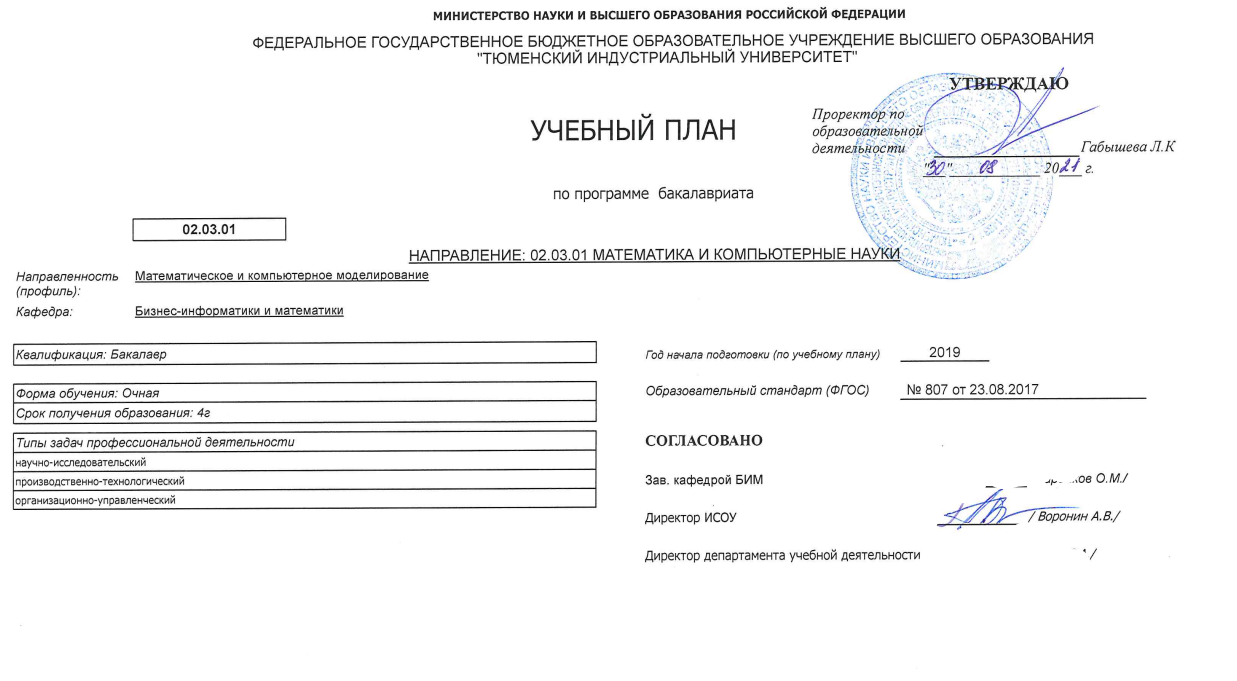 МИНИСТЕРСТВО НАУКИ И ВЫСШЕГО ОБРАЗОВАНИЯ РОССИЙСКОЙ ФЕДЕРАЦИИ
ФЕДЕРАЛЬНОЕ ГОСУДАРСТВЕННОЕ БЮДЖЕТНОЕ ОБРАЗОВАТЕЛЬНОЕ УЧРЕЖДЕНИЕ ВЫСШЕГО ОБРАЗОВАНИЯ
"ТЮМЕНСКИЙ ИНДУСТРИАЛЬНЫЙ УНИВЕРСИТЕТ"
УТВЕРЖДАЮ
Проректор по
образовательной
деятельности Габышева Л.К
"30" 08 2021 г.
УЧЕБНЫЙ ПЛАН
по программе бакалавриата
02.03.01
НАПРАВЛЕНИЕ: 02.03.01 МАТЕМАТИКА И КОМПЬЮТЕРНЫЕ НАУКИ
Направленность Математическое и компьютерное моделирование
(профиль):
Кафедра: Бизнес-информатики и математики
Квалификация: Бакалавр
Форма обучения: Очная
Срок получения образования: 4г
Типы задач профессиональной деятельности
научно-исследовательский
производственно-технологический
организационно-управленческий
Год начала подготовки (по учебному плану) 2019
Образовательный стандарт (ФГОС) № 807 от 23.08.2017
СОГЛАСОВАНО
Зав. кафедрой БИМ О.М./
Директор ИСОУ / Воронин А.В./
Директор департамента учебной деятельности /